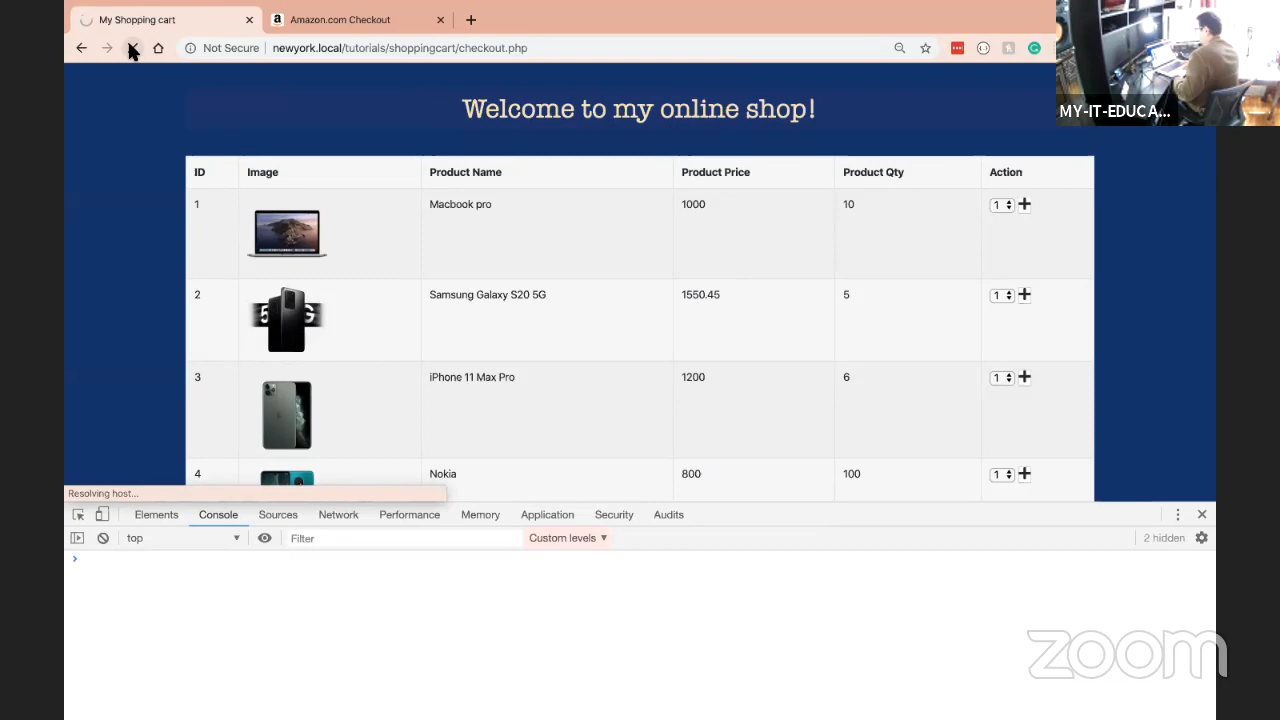 My Shopping cart
Amazon.com Checkout
Not Secure
newyork.local/tutorials/shoppingcart/checkout.php
MY-IT-EDUCA...
Welcome to my online shop!
ID Image Product Name Product Price Product Qty Action
1 Macbook pro 1000 10 1
2 Samsung Galaxy S20 5G 1550.45 5 1
3 iPhone 11 Max Pro 1200 6 1
4 Nokia 800 100 1
Resolving host...
Elements Console Sources Network Performance Memory Application Security Audits
top Filter Custom levels 2 hidden
zoom